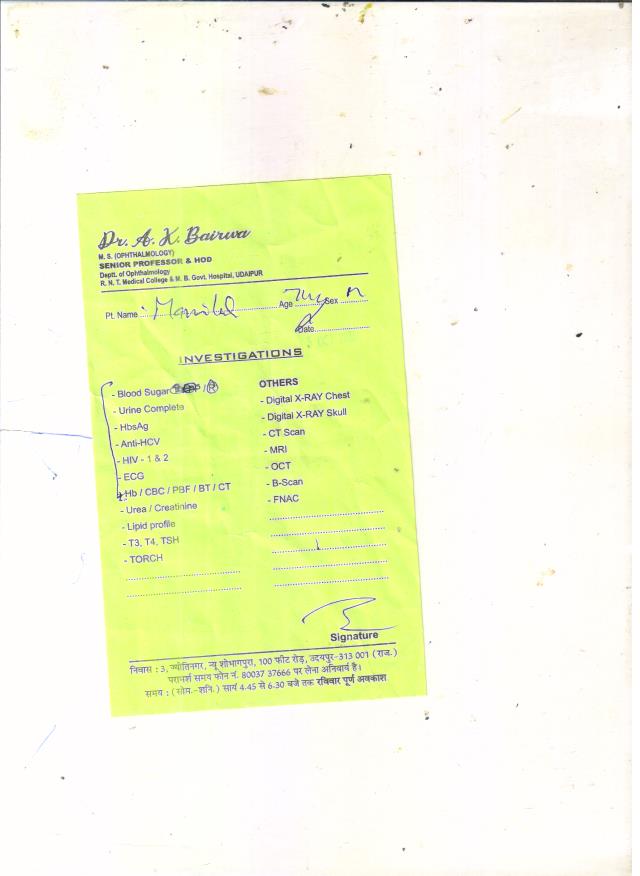 Dr. A. K. Bairwa
M. S. (OPHTHALMOLOGY)
SENIOR PROFESSOR & HOD
Deptt. of Ophthalmology
R. N. T. Medical College & M. B. Govt. Hospital, UDAIPUR
Pt. Name : Age Sex
Date
INVESTIGATIONS
- Blood Sugar / R
- Urine Complete
- HbsAg
- Anti-HCV
- HIV - 1 & 2
- ECG
- Hb / CBC / PBF / BT / CT
- Urea / Creatinine
- Lipid profile
- T3, T4, TSH
- TORCH
OTHERS
- Digital X-RAY Chest
- Digital X-RAY Skull
- CT Scan
- MRI
- OCT
- B-Scan
- FNAC
Signature
निवास : 3, ज्योतिनगर, न्यू शोभागपुरा, 100 फीट रोड़, उदयपुर-313 001 (राज.)
परामर्श समय फोन नं. 80037 37666 पर लेना अनिवार्य है।
समय : (सोम.-शनि.) सायं 4.45 से 6.30 बजे तक रविवार पूर्ण अवकाश